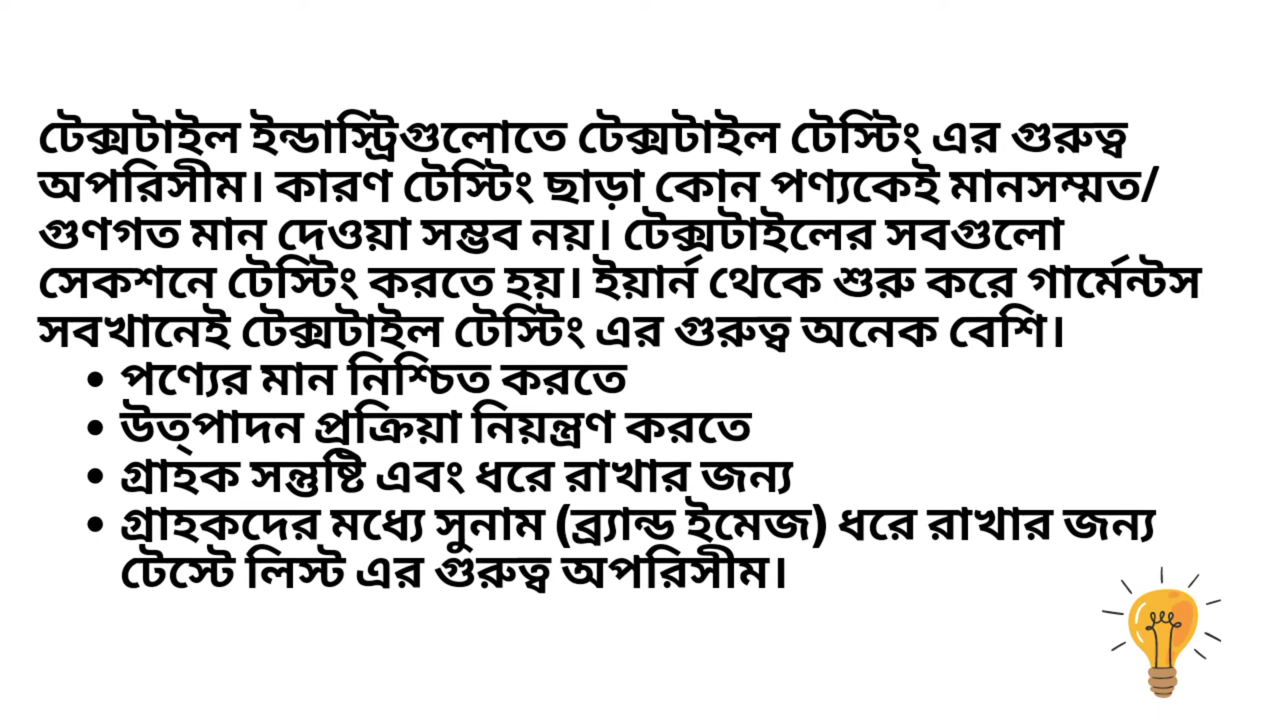 টেক্সটাইল ইন্ডাস্ট্রিগুলোতে টেক্সটাইল টেস্টিং এর গুরুত্ব
অপরিসীম। কারণ টেস্টিং ছাড়া কোন পণ্যকেই মানসম্মত/
গুণগত মান দেওয়া সম্ভব নয়। টেক্সটাইলের সবগুলো
সেকশনে টেস্টিং করতে হয়। ইয়ার্ন থেকে শুরু করে গার্মেন্টস
সবখানেই টেক্সটাইল টেস্টিং এর গুরুত্ব অনেক বেশি।
• পণ্যের মান নিশ্চিত করতে
• উত্পাদন প্রক্রিয়া নিয়ন্ত্রণ করতে
• গ্রাহক সন্তুষ্টি এবং ধরে রাখার জন্য
• গ্রাহকদের মধ্যে সুনাম (ব্র্যান্ড ইমেজ) ধরে রাখার জন্য
টেস্টে লিস্ট এর গুরুত্ব অপরিসীম।